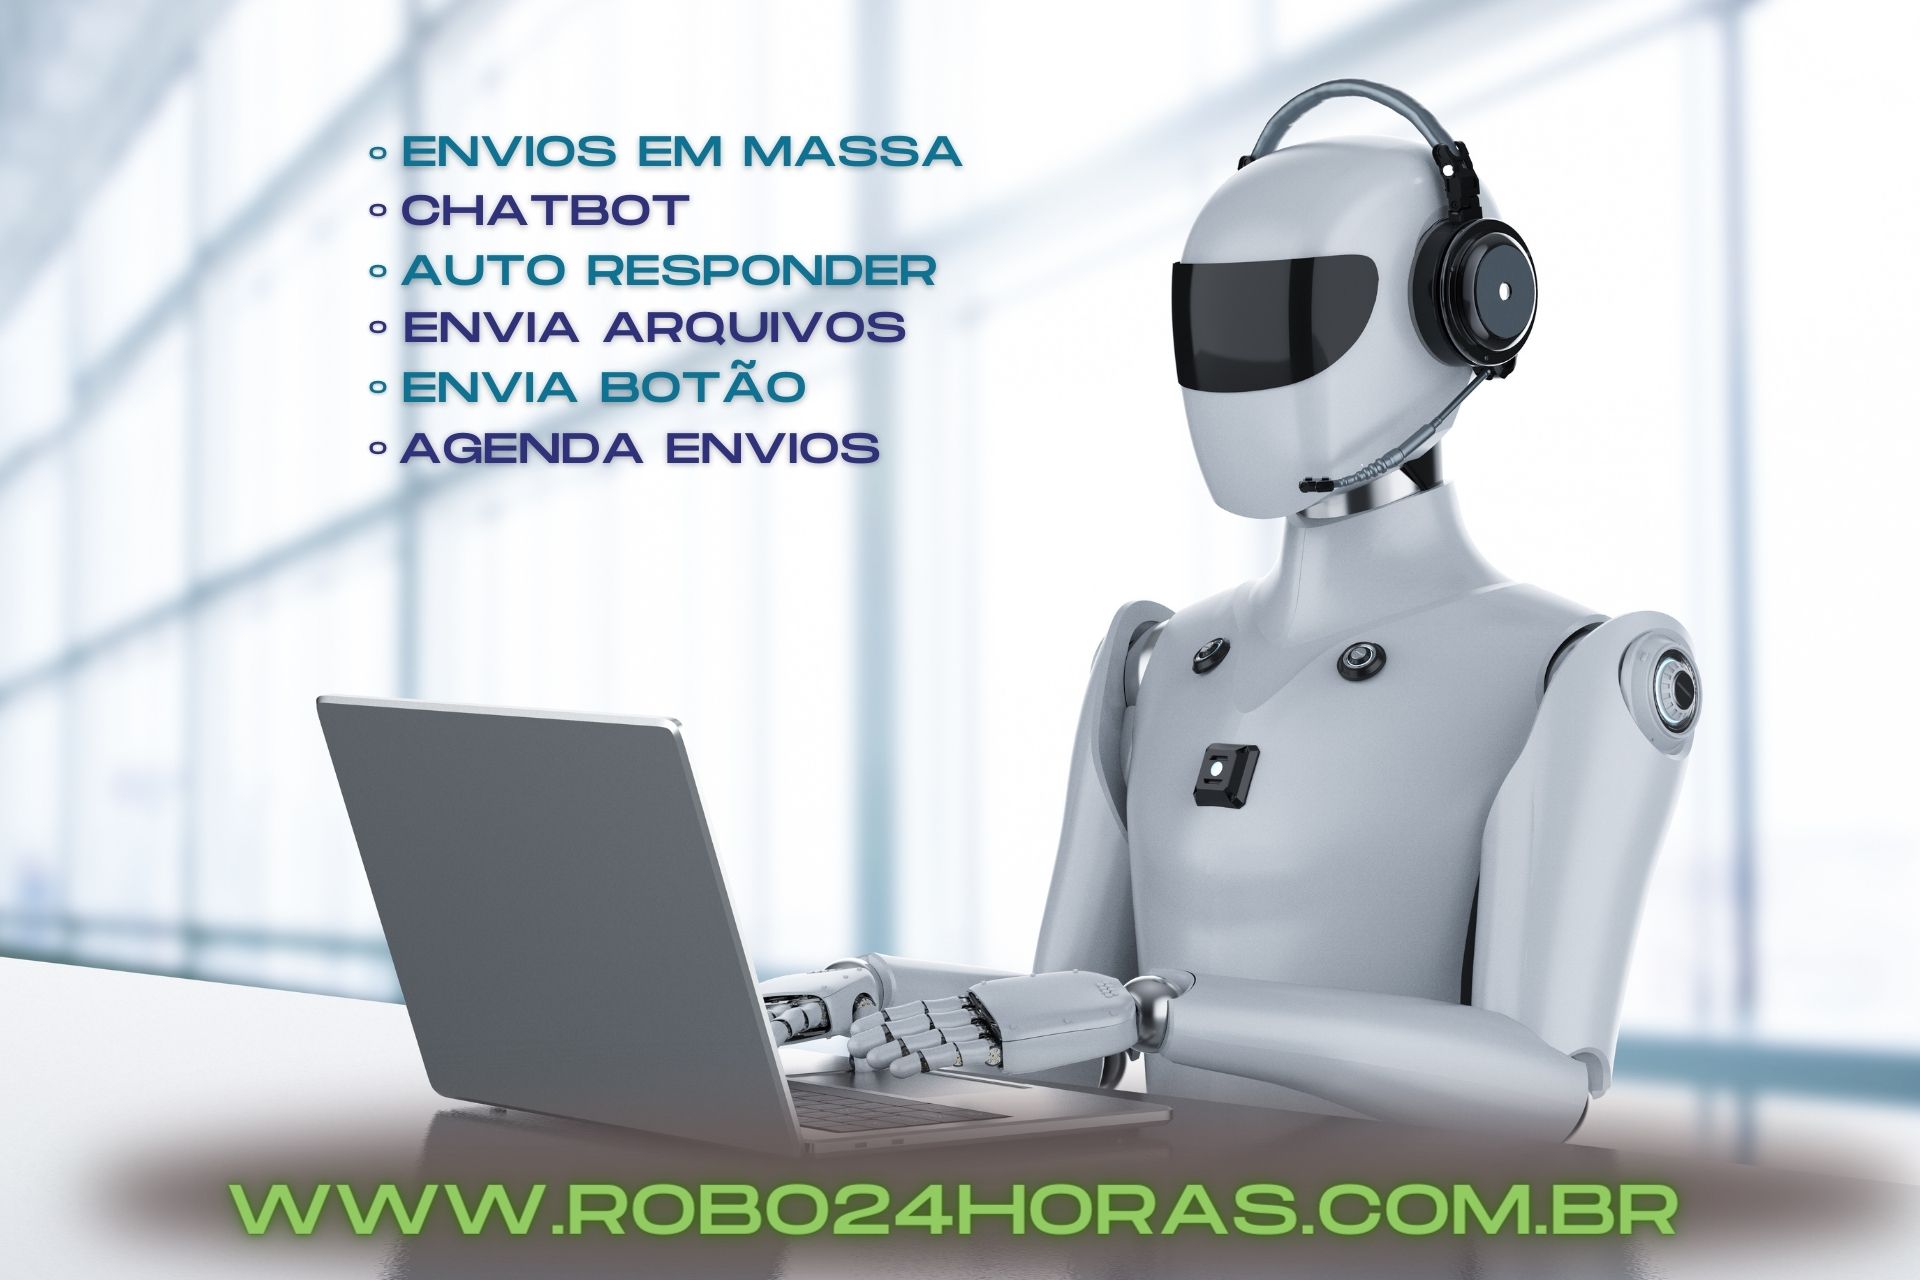 ENVIOS EM MASSA
CHATBOT
AUTO RESPONDER
ENVIA ARQUIVOS
ENVIA BOTÃO
AGENDA ENVIOS
WWW.ROBO24HORAS.COM.BR